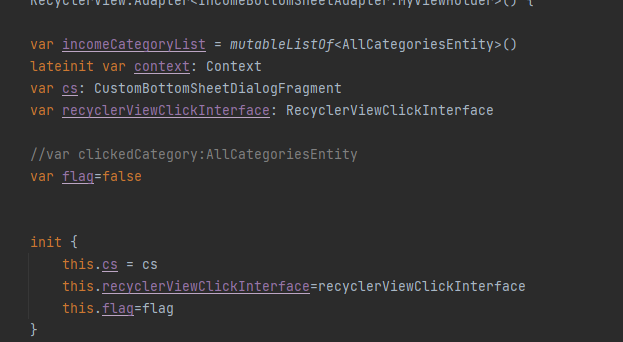 RecyclerView.Adapter<IncomeBottomSheetAdapter.MyViewHolder>() {
var incomeCategoryList = mutableListOf<AllCategoriesEntity>()
lateinit var context: Context
var cs: CustomBottomSheetDialogFragment
var recyclerViewClickInterface: RecyclerViewClickInterface
//var clickedCategory:AllCategoriesEntity
var flag=false
init {
this.cs = cs
this.recyclerViewClickInterface=recyclerViewClickInterface
this.flag=flag
}